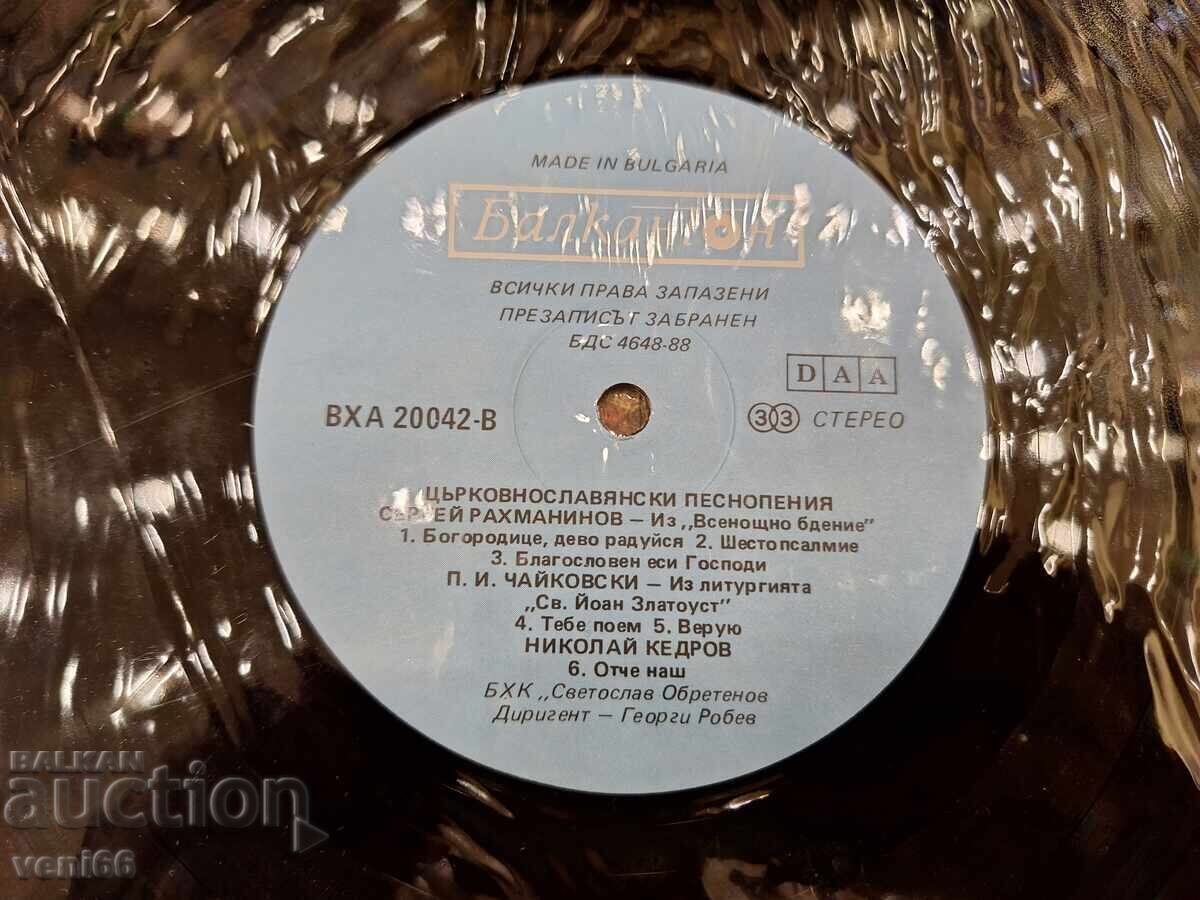 MADE IN BULGARIA
Балкантон
ВСИЧКИ ПРАВА ЗАПАЗЕНИ
ПРЕЗАПИСЪТ ЗАБРАНЕН
БДС 4648-88
DAA
ВХА 20042-В
33 СТЕРЕО
ЦЪРКОВНОСЛАВЯНСКИ ПЕСНОПЕНИЯ
СЕРГЕЙ РАХМАНИНОВ – Из „Всенощно бдение"
1. Богородице, дево радуйся 2. Шестопсалмие
3. Благословен еси Господи
П. И. ЧАЙКОВСКИ – Из литургията
„Св. Йоан Златоуст"
4. Тебе поем 5. Верую
НИКОЛАЙ КЕДРОВ
6. Отче наш
БХК „Светослав Обретенов
Диригент – Георги Робев
BALKAN
auction
veni66